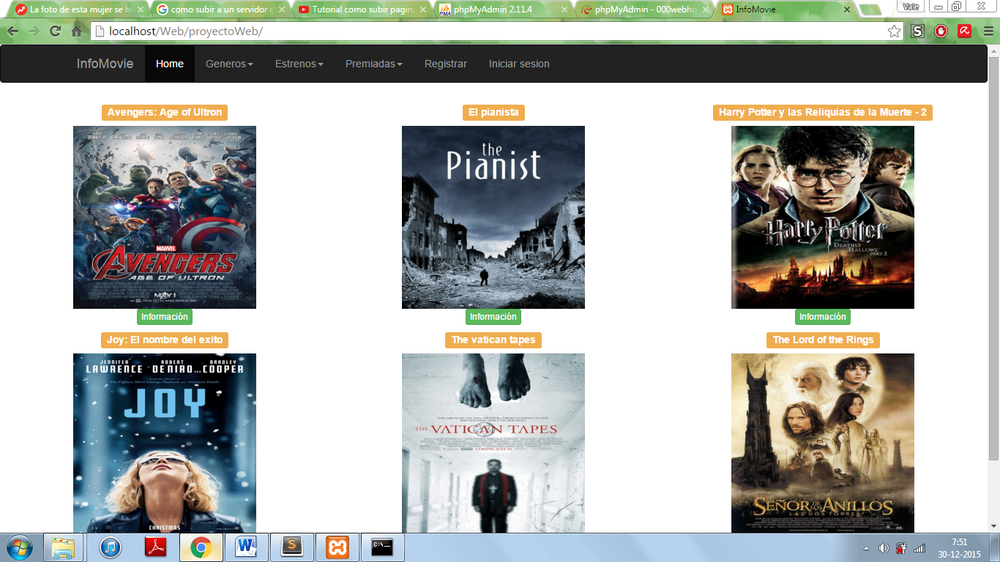 La foto de esta mujer se h
como subir a un servidor g
Tutorial como subir pagin
phpMyAdmin 2.11.4
phpMyAdmin - 000webho
InfoMovie
Vale
localhost/Web/proyectoWeb/
InfoMovie
Home
Generos
Estrenos
Premiadas
Registrar
Iniciar sesion
Avengers: Age of Ultron
El pianista
Harry Potter y las Reliquias de la Muerte - 2
MARVEL
AVENGERS
AGE OF ULTRON
MAY 1
the
Pianist
Harry Potter
AND THE
DEATHLY
HALLOWS
PART 2
Información
Información
Información
Joy: El nombre del exito
The vatican tapes
The Lord of the Rings
JENNIFER ROBERT BRADLEY
LAWRENCE DENIRO... COOPER
JOY
CHRISTMAS
THE VATICAN TAPES
COMING JULY 24
EL
SEÑOR DE LOS ANILLOS
LAS DOS TORRES
7:51
30-12-2015